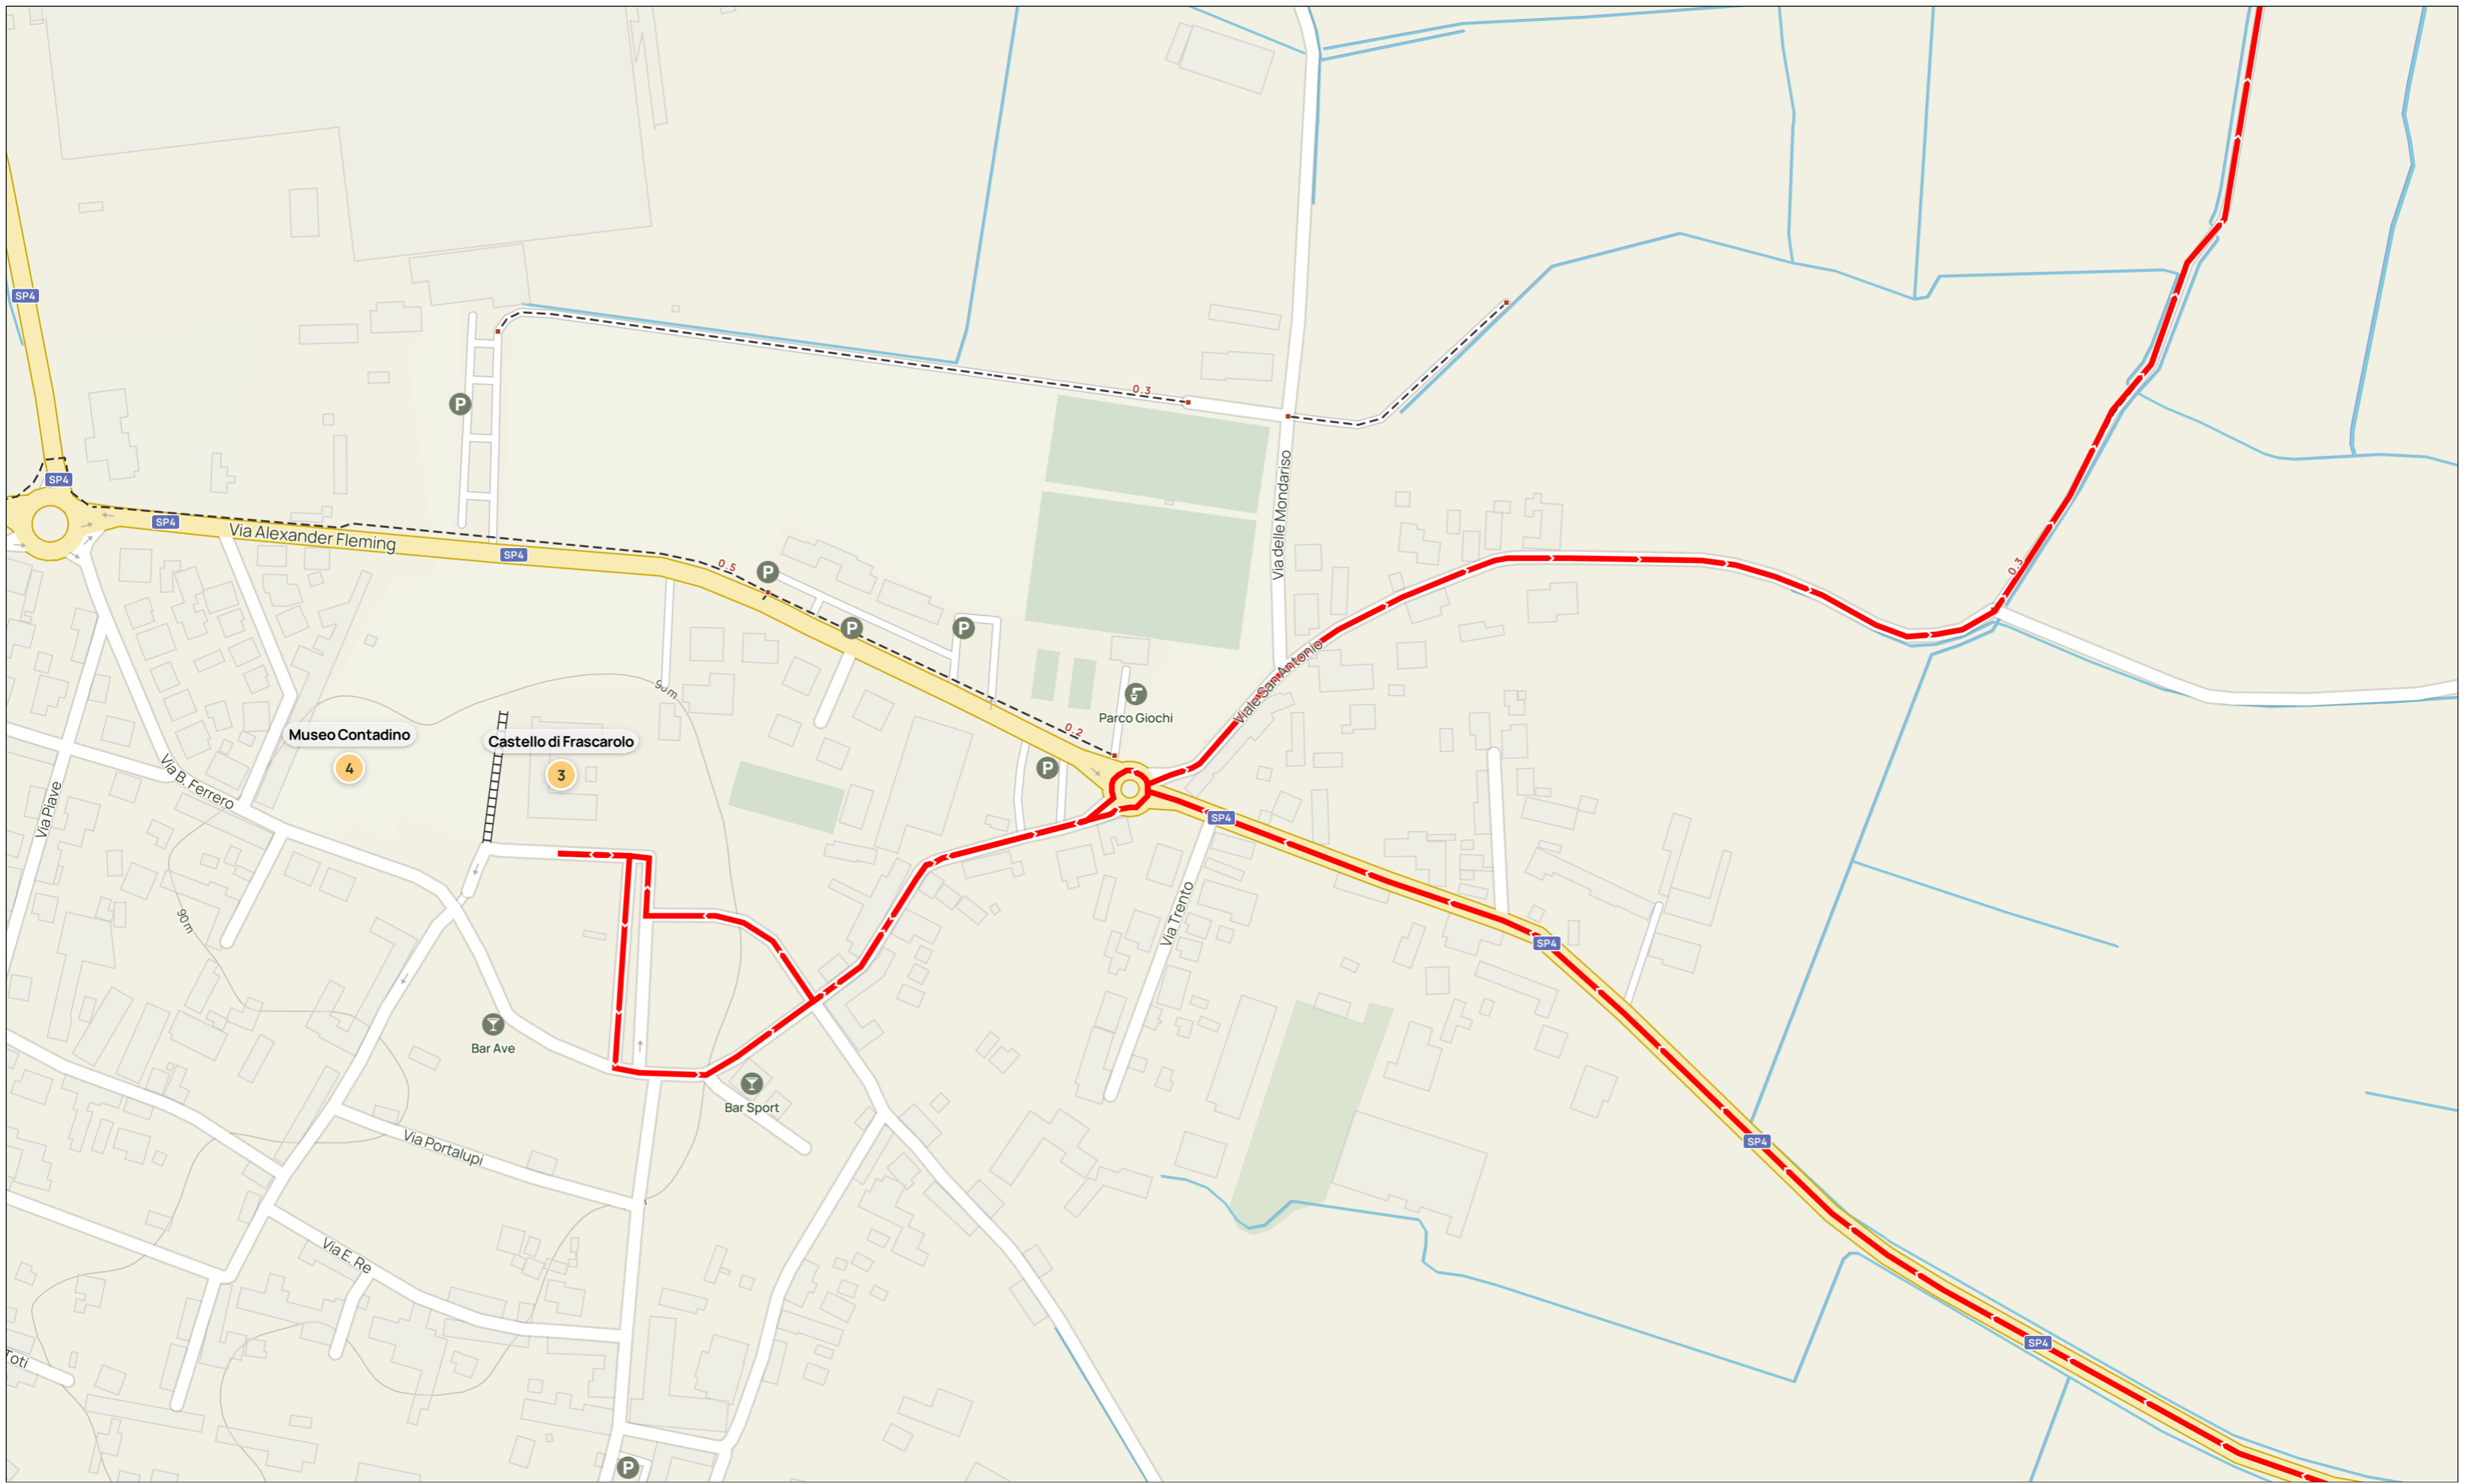 SP4
P
0.3
SP4
SP4
Via Alexander Fleming
SP4
0.5
P
P
P
Via delle Mondariso
0.3
90m
Viale San Antonio
Parco Giochi
0.2
Museo Contadino
4
Castello di Frascarolo
3
P
Via B. Ferrero
Via Piave
SP4
Via Trento
90m
SP4
Bar Ave
Bar Sport
Via Portalupi
SP4
Via E. Re
SP4
Toti
P